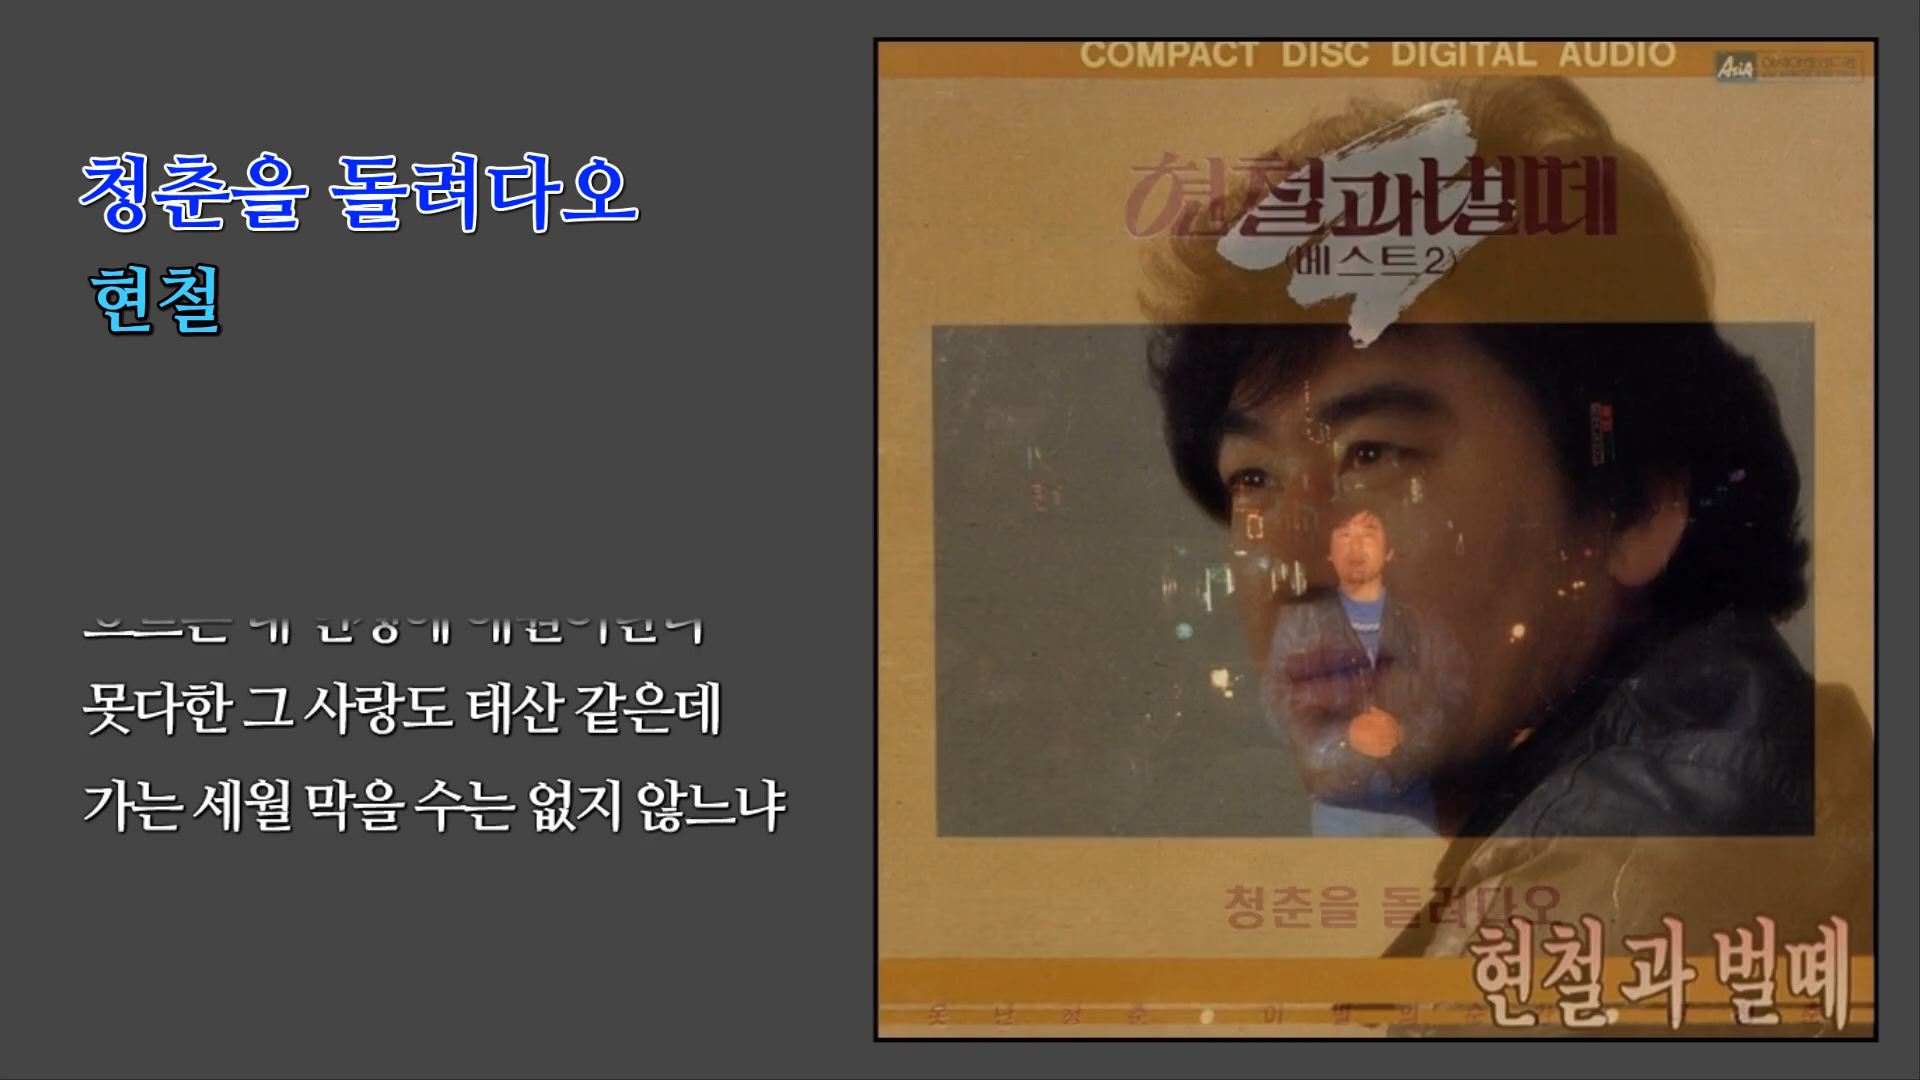 청춘을 돌려다오
현철
못다한 그 사랑도 태산 같은데
가는 세월 막을 수는 없지 않느냐
COMPACT DISC DIGITAL AUDIO
AsiA
현철과벌떼
(베스트2)
청춘을 돌려다오
현철과 벌떼